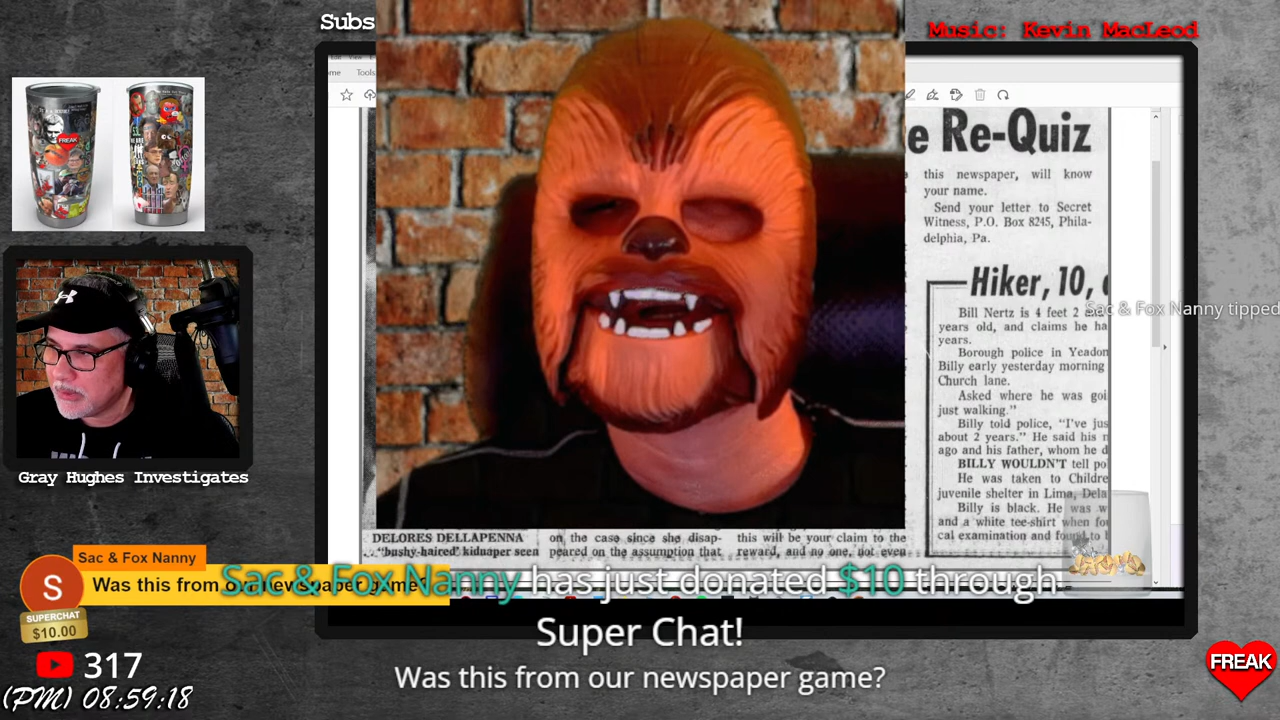 Subs
Music: Kevin MacLeod
Tools
FREAK
e Re-Quiz
this newspaper, will know
your name.
Send your letter to Secret
Witness, P.O. Box 8245, Phila-
delphia, Pa.
Hiker, 10,
Sac & Fox Nanny tipped
Bill Nertz is 4 feet 2
years old, and claims he ha
years.
Borough police in Yeadon
Billy early yesterday morning
Church lane.
Asked where he was goi
just walking."
Billy told police, "I've jus
about 2 years." He said his
ago and his father, whom he d
BILLY WOULDN'T tell po
He was taken to Childre
juvenile shelter in Lima, Dela
Billy is black. He was w
and a white tee-shirt when fo
cal examination and found to
Gray Hughes Investigates
DELORES DELLAPENNA
"bushy-haired' kidnaper seen
on the case since she disap-
peared on the assumption that
this will be your claim to the
reward, and no one, not even
Sac & Fox Nanny
S
Was this from our newspaper game?
SUPERCHAT
$10.00
Sac & Fox Nanny has just donated $10 through
Super Chat!
Was this from our newspaper game?
317
(PM) 08:59:18
FREAK